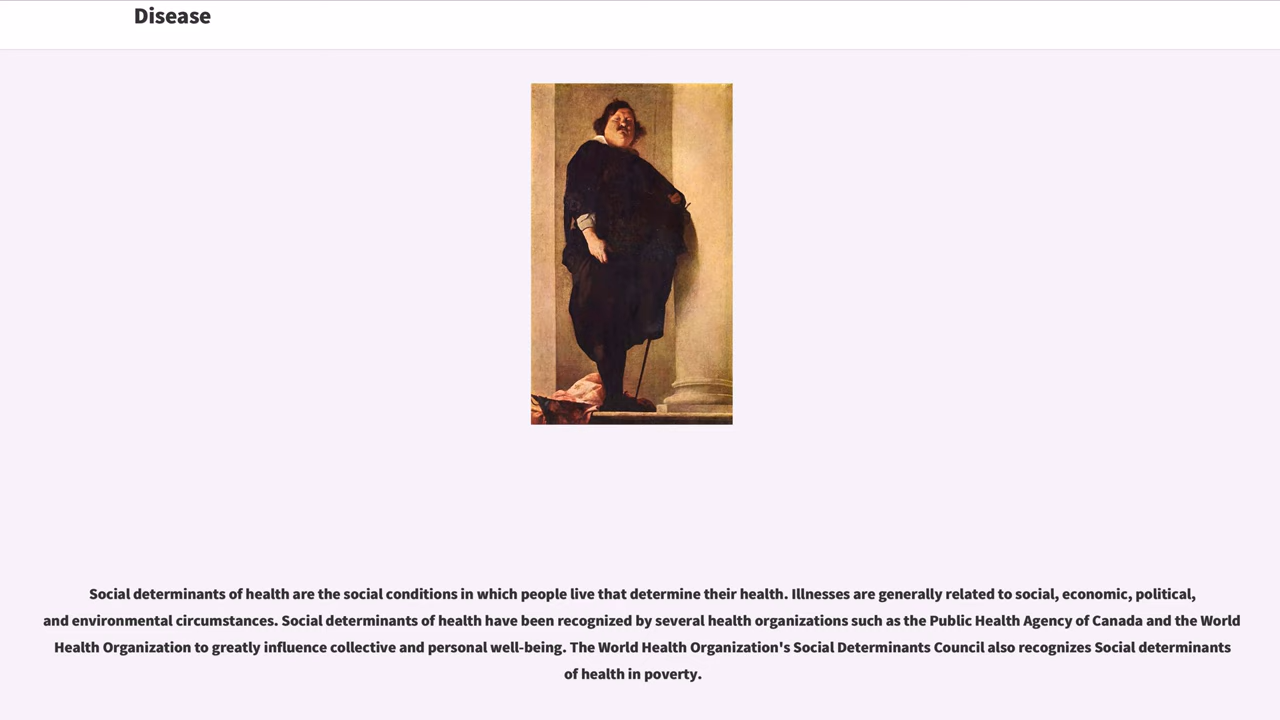 Disease
Social determinants of health are the social conditions in which people live that determine their health. Illnesses are generally related to social, economic, political,
and environmental circumstances. Social determinants of health have been recognized by several health organizations such as the Public Health Agency of Canada and the World
Health Organization to greatly influence collective and personal well-being. The World Health Organization's Social Determinants Council also recognizes Social determinants
of health in poverty.